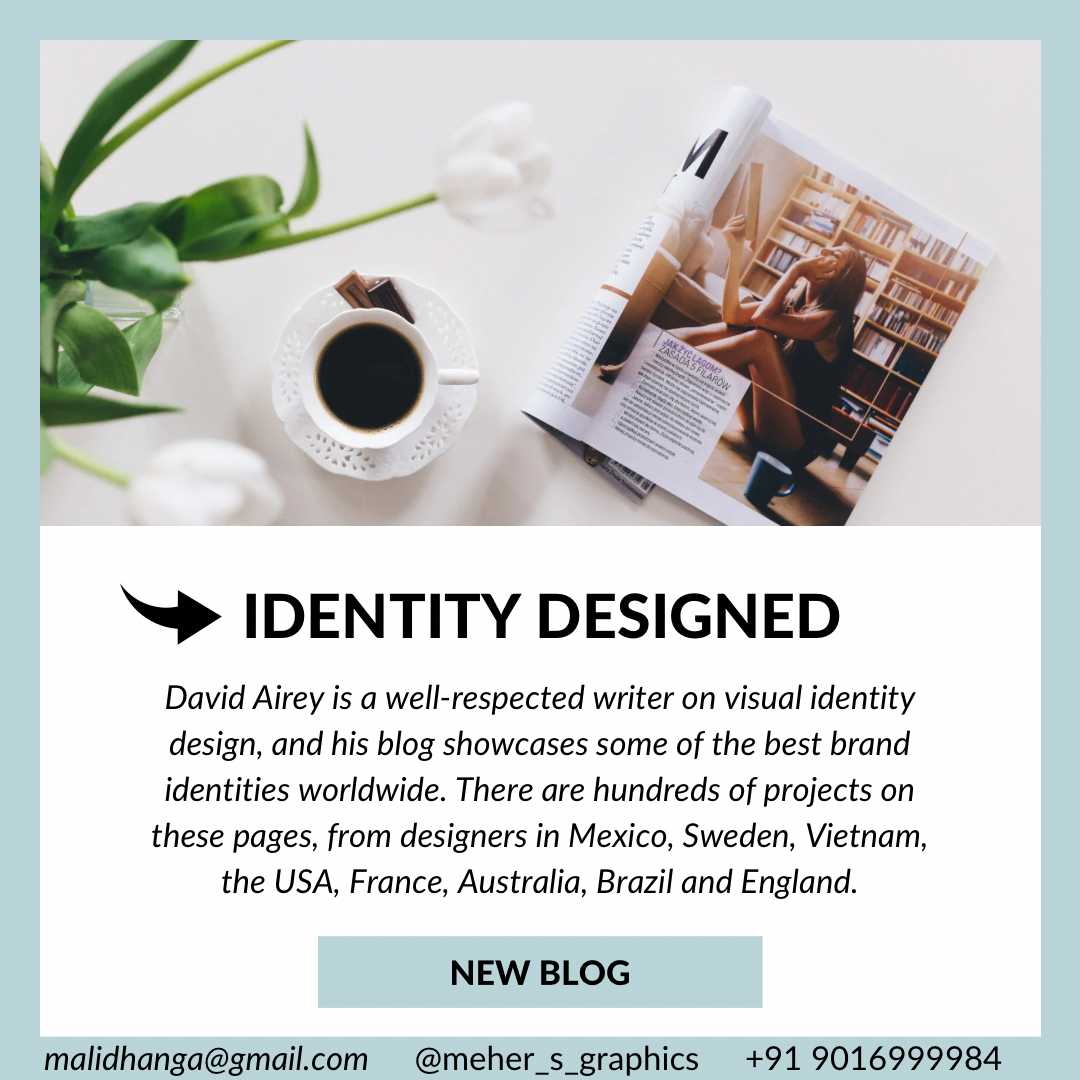 M
JAK ŻYĆ LAGOM?
ZASADA 5 FILARÓW
IDENTITY DESIGNED
David Airey is a well-respected writer on visual identity
design, and his blog showcases some of the best brand
identities worldwide. There are hundreds of projects on
these pages, from designers in Mexico, Sweden, Vietnam,
the USA, France, Australia, Brazil and England.
NEW BLOG
malidhanga@gmail.com @meher_s_graphics +91 9016999984